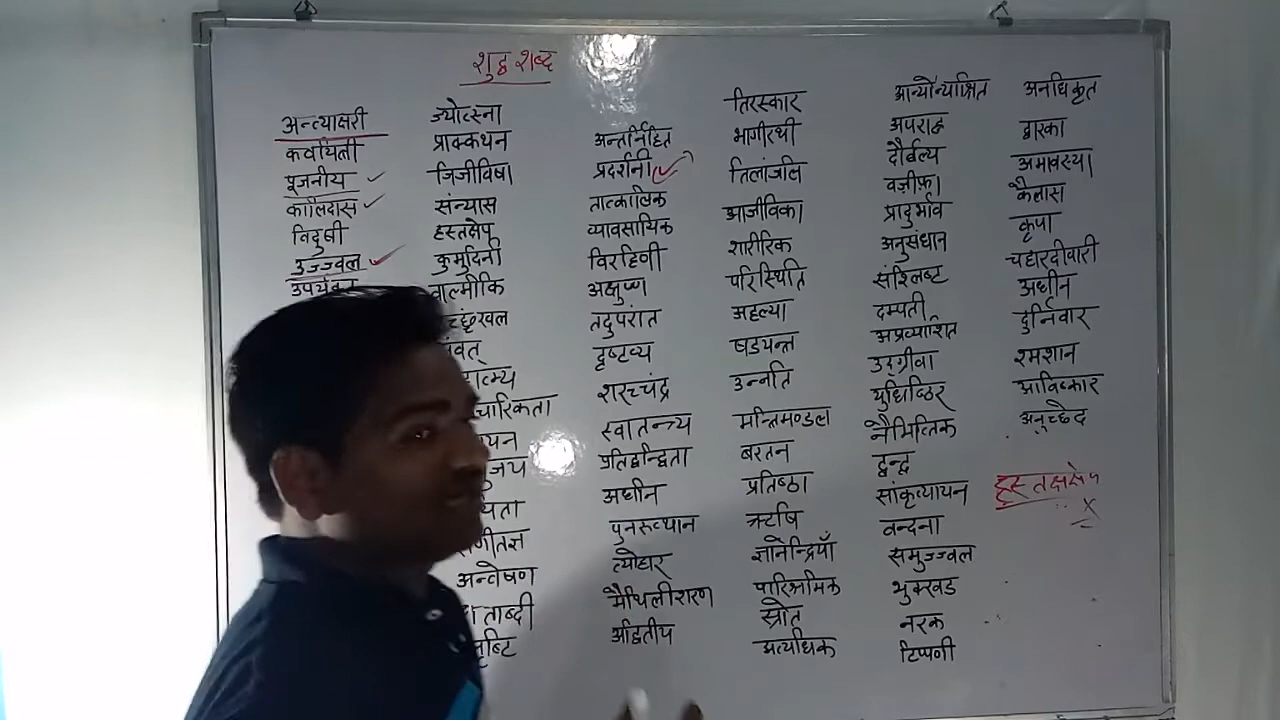 शुद्ध शब्द
अन्त्याक्षरी
कवयिती
पूजनीय
कालिदास
विदुषी
उज्ज्वल
ज्योत्स्ना
प्राक्कथन
जिजीविषा
संन्यास
हस्तक्षेप
कुमुदिनी
वाल्मीकि
अन्वेषण
अन्तर्निहित
प्रदर्शनी
तात्कालिक
व्यावसायिक
विरहिणी
अक्षुण्ण
तदुपरांत
दृष्टव्य
शरच्चंद्र
स्वातन्त्र्य
प्रतिद्वन्द्विता
अधीन
पुनरुत्थान
त्योहार
मैथिलीशरण
अद्वितीय
तिरस्कार
भागीरथी
तिलांजलि
आजीविका
शारीरिक
परिस्थिति
अहल्या
षडयन्त्र
उन्नति
मन्त्रिमण्डल
बरतन
प्रतिष्ठा
ऋषि
ज्ञानेन्द्रियाँ
पारिश्रमिक
स्रोत
अत्यधिक
अपराह्न
दौर्बल्य
वज़ीफ़ा
प्रादुर्भाव
अनुसंधान
संश्लिष्ट
दम्पती
अप्रत्याशित
उद्ग्रीवा
युधिष्ठिर
नैमित्तिक
द्वन्द्व
सांकृत्यायन
वन्दना
समुज्ज्वल
भुक्खड
नरक
टिप्पणी
अनधिकृत
द्वारका
अमावस्या
कैलास
कृपा
चहारदीवारी
अधीन
दुर्निवार
श्मशान
आविष्कार
अनुच्छेद